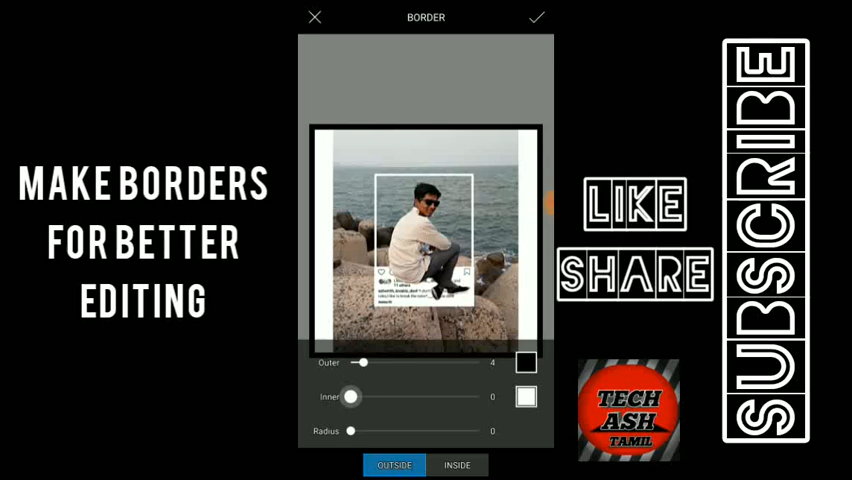 BORDER
MAKE BORDERS
FOR BETTER
EDITING
LIKE
SHARE
SUBSCRIBE
Outer 4
Inner 0
Radius 0
OUTSIDE INSIDE
TECH
ASH
TAMIL